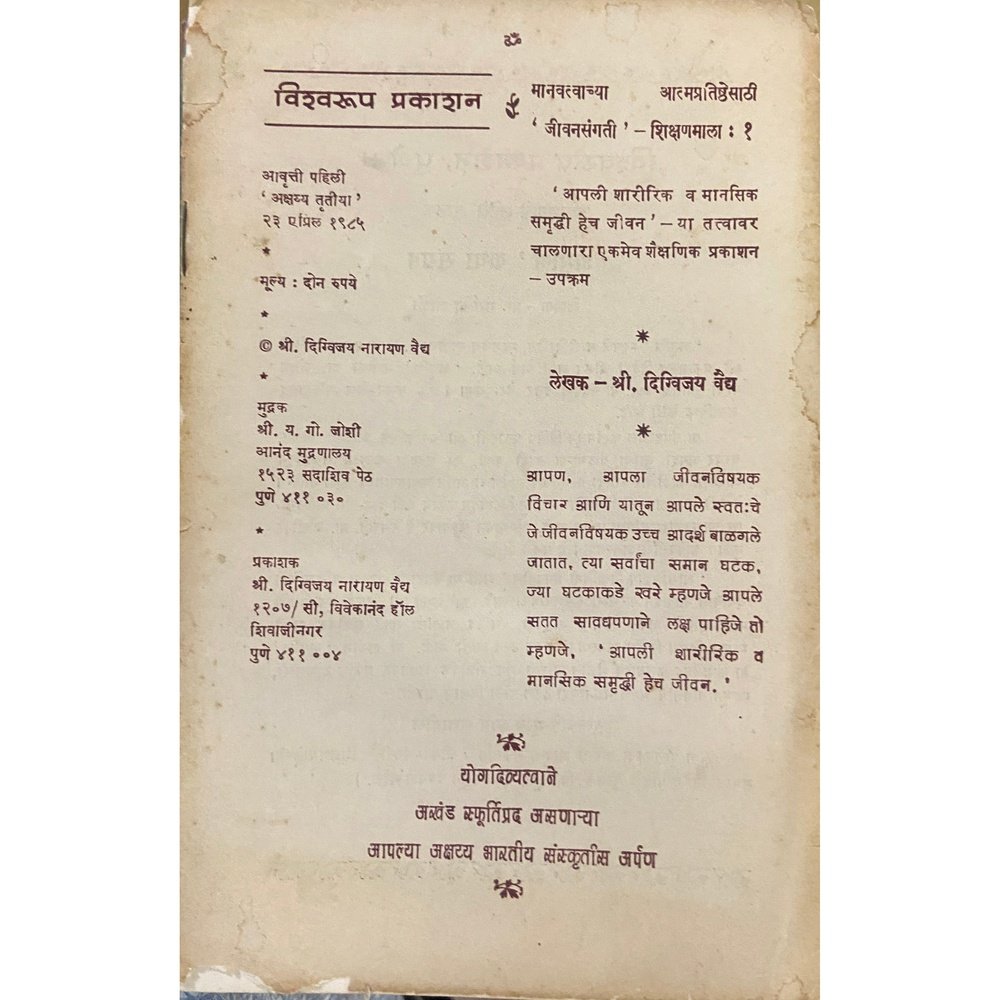 ॐ
विश्वरूप प्रकाशन
आवृत्ती पहिली
' अक्षय्य तृतीया '
२३ एप्रिल १९८५
*
मूल्य : दोन रुपये
*
© श्री. दिग्विजय नारायण वैद्य
*
मुद्रक
श्री. य. गो. जोशी
आनंद मुद्रणालय
१५२३ सदाशिव पेठ
पुणे ४११ ०३०
*
प्रकाशक
श्री. दिग्विजय नारायण वैद्य
१२०७/ सी, विवेकानंद हॉल
शिवाजीनगर
पुणे ४११ ००४
मानवत्वाच्या आत्मप्रतिष्ठेसाठी
' जीवनसंगती ' – शिक्षणमाला : १
' आपली शारीरिक व मानसिक
समृद्धी हेच जीवन ' – या तत्वावर
चालणारा एकमेव शैक्षणिक प्रकाशन
– उपक्रम
*
लेखक – श्री. दिग्विजय वैद्य
*
आपण, आपला जीवनविषयक
विचार आणि यातून आपले स्वतःचे
जे जीवनविषयक उच्च आदर्श बाळगले
जातात, त्या सर्वांचा समान घटक,
ज्या घटकाकडे खरे म्हणजे आपले
सतत सावधपणाने लक्ष पाहिजे तो
म्हणजे, ' आपली शारीरिक व
मानसिक समृद्धी हेच जीवन. '
योगदिव्यत्वाने
अखंड स्फूर्तिप्रद असणाऱ्या
आपल्या अक्षय्य भारतीय संस्कृतीस अर्पण